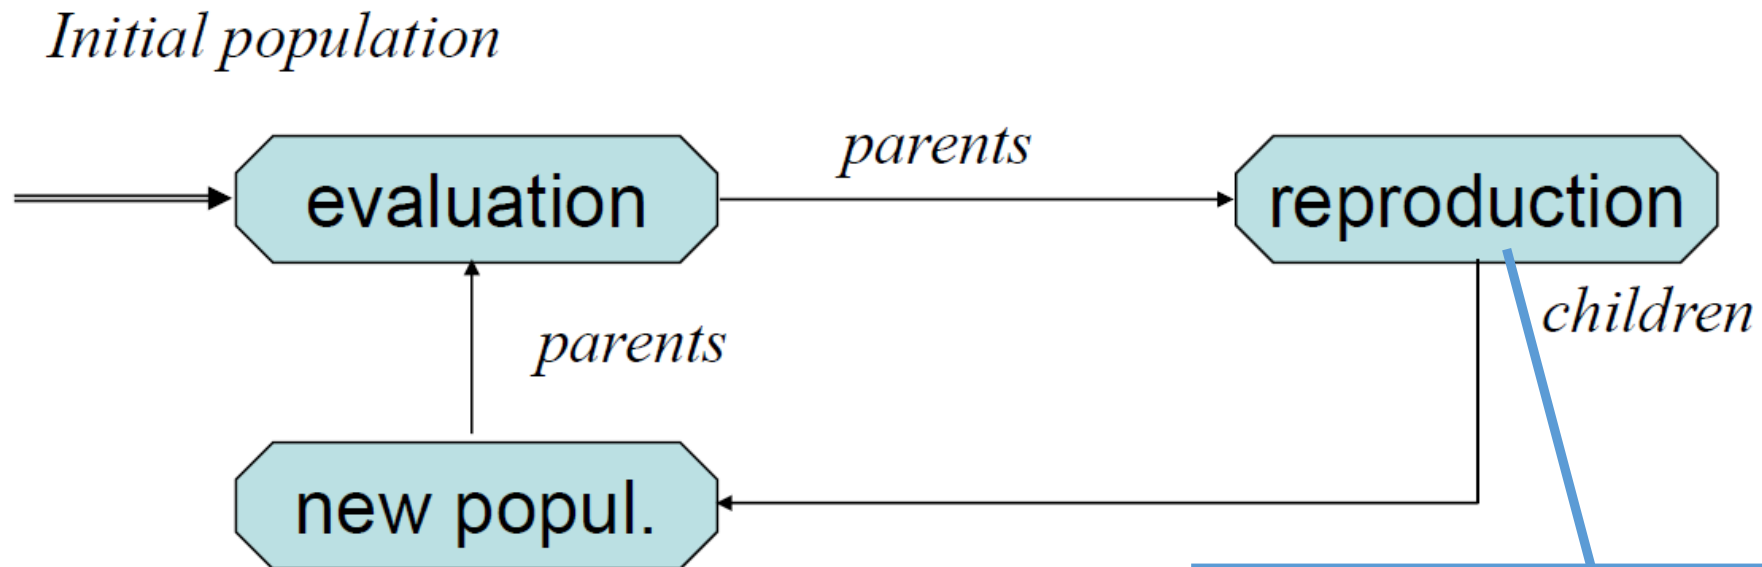 Initial population
evaluation
parents
reproduction
children
parents
new popul.